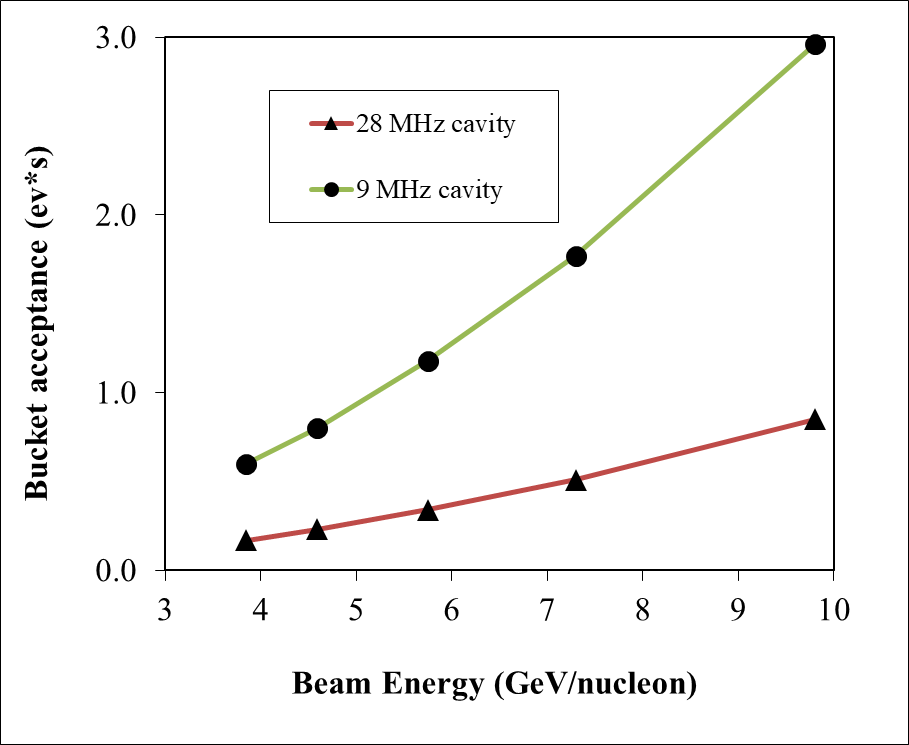 3.0
2.0
1.0
0.0
Bucket acceptance (ev*s)
28 MHz cavity
9 MHz cavity
3 4 5 6 7 8 9 10
Beam Energy (GeV/nucleon)